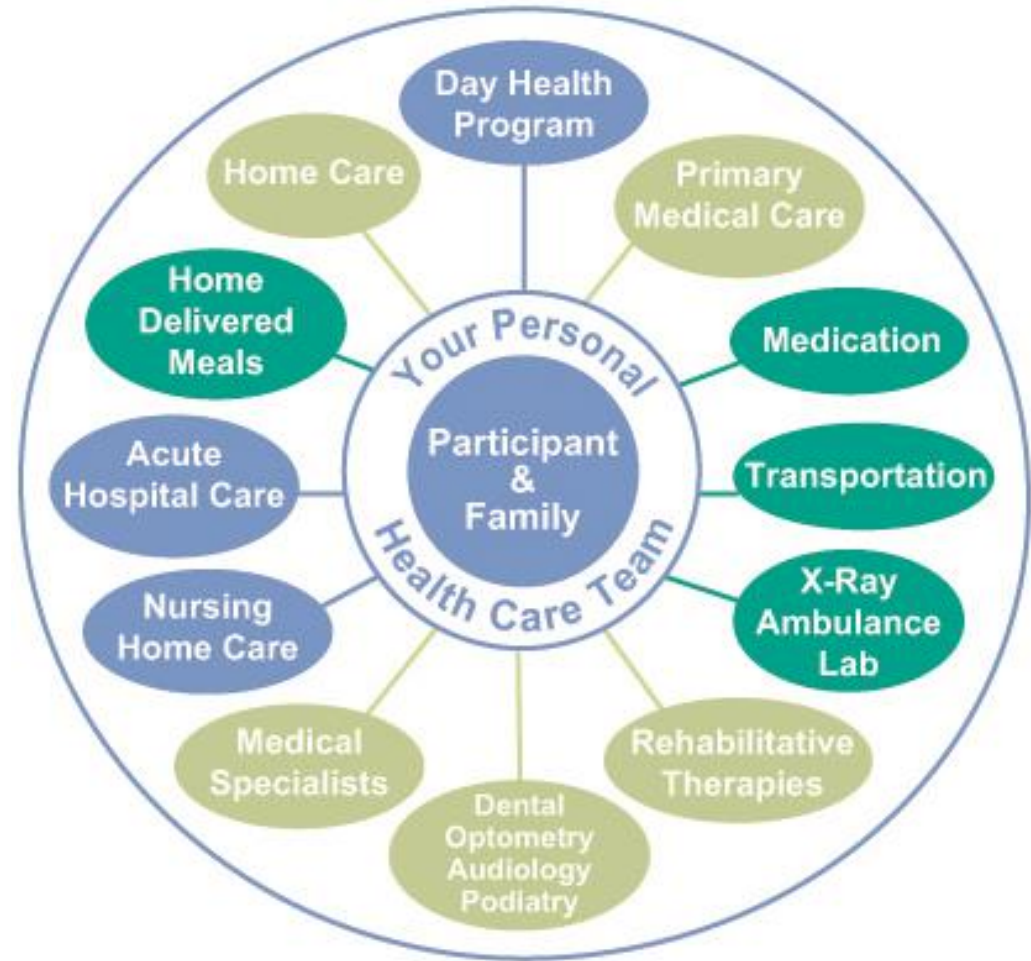 Day Health
Program
Home Care
Primary
Medical Care
Home
Delivered
Meals
Medication
Your Personal
Participant
&
Family
Health Care Team
Acute
Hospital Care
Transportation
Nursing
Home Care
X-Ray
Ambulance
Lab
Medical
Specialists
Rehabilitative
Therapies
Dental
Optometry
Audiology
Podiatry